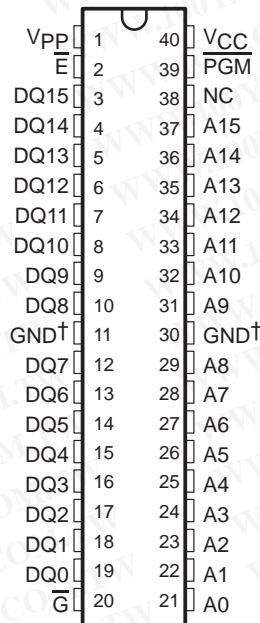 VPP 1 40 VCC
E 2 39 PGM
DQ15 3 38 NC
DQ14 4 37 A15
DQ13 5 36 A14
DQ12 6 35 A13
DQ11 7 34 A12
DQ10 8 33 A11
DQ9 9 32 A10
DQ8 10 31 A9
GND† 11 30 GND†
DQ7 12 29 A8
DQ6 13 28 A7
DQ5 14 27 A6
DQ4 15 26 A5
DQ3 16 25 A4
DQ2 17 24 A3
DQ1 18 23 A2
DQ0 19 22 A1
G 20 21 A0